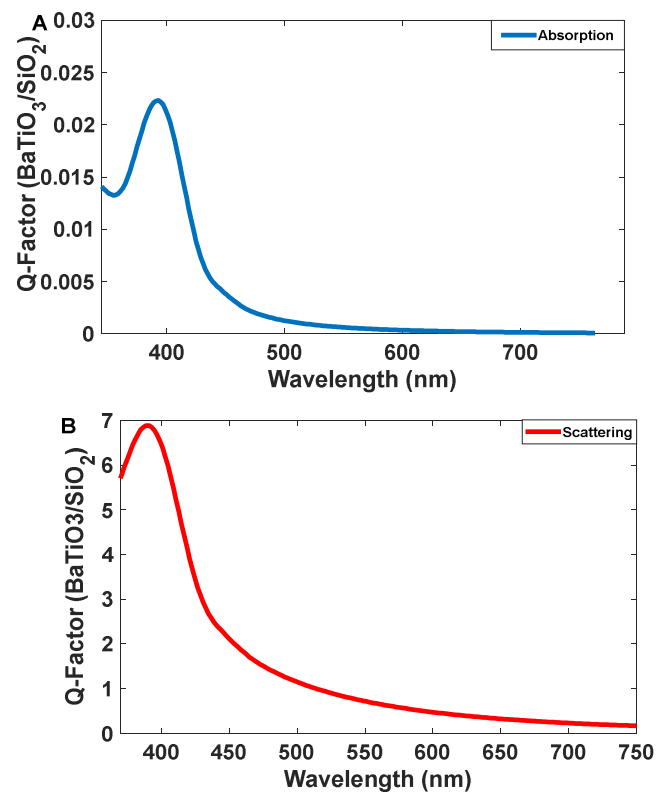 A
0.03
0.025
0.02
0.015
0.01
0.005
0
Q-Factor (BaTiO3/SiO2)
Absorption
400 500 600 700
Wavelength (nm)
B
7
6
5
4
3
2
1
0
Q-Factor (BaTiO3/SiO2)
Scattering
400 450 500 550 600 650 700 750
Wavelength (nm)